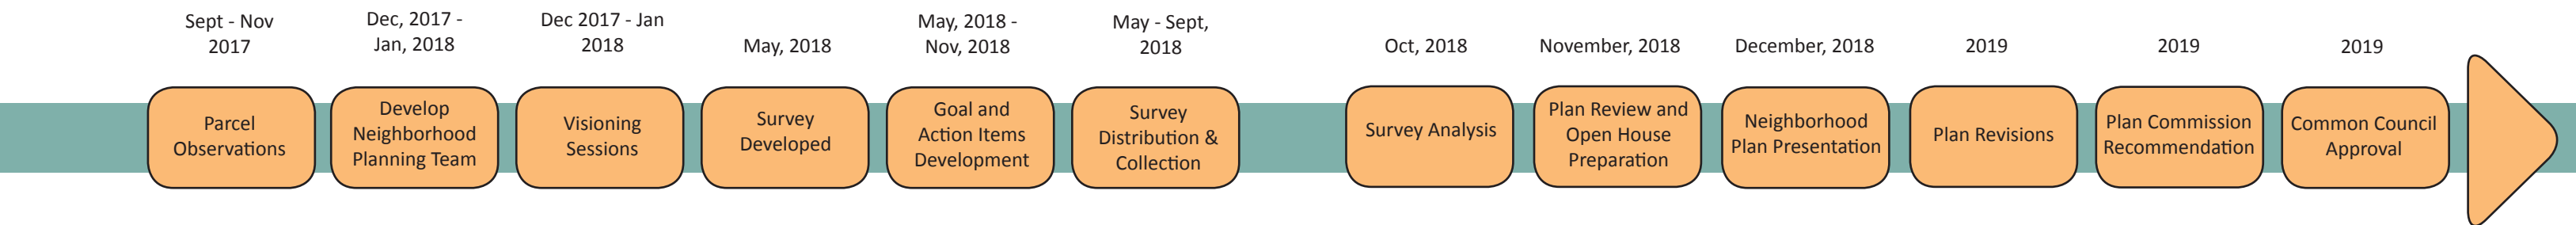 Sept - Nov
2017
Dec, 2017 -
Jan, 2018
Dec 2017 - Jan
2018
May, 2018
May, 2018 -
Nov, 2018
May - Sept,
2018
Oct, 2018
November, 2018
December, 2018
2019
2019
2019
Parcel
Observations
Develop
Neighborhood
Planning Team
Visioning
Sessions
Survey
Developed
Goal and
Action Items
Development
Survey
Distribution &
Collection
Survey Analysis
Plan Review and
Open House
Preparation
Neighborhood
Plan Presentation
Plan Revisions
Plan Commission
Recommendation
Common Council
Approval